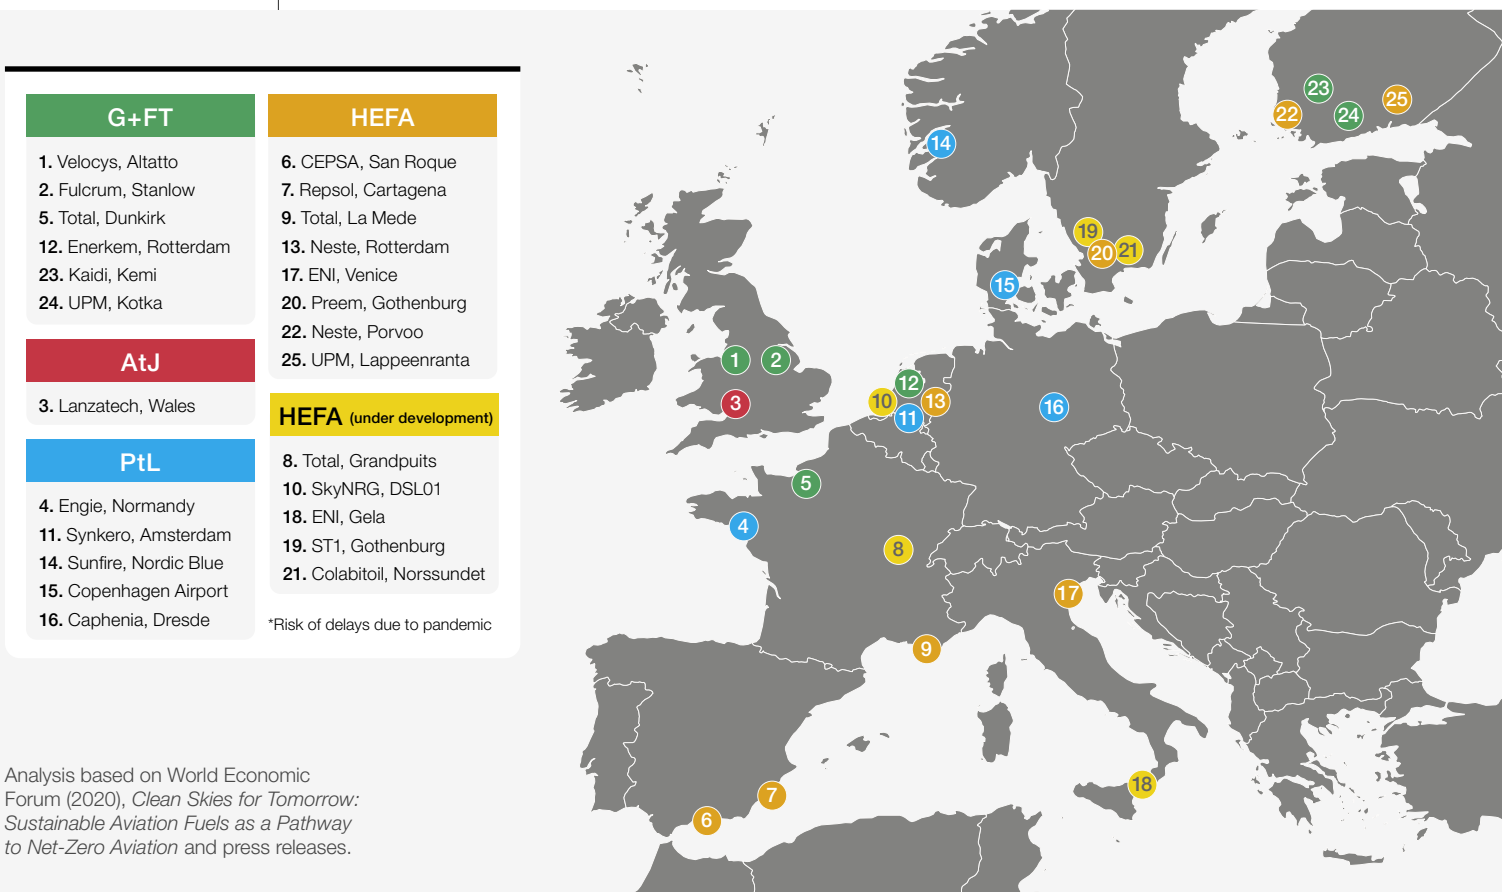 G+FT
1. Velocys, Altatto
2. Fulcrum, Stanlow
5. Total, Dunkirk
12. Enerkem, Rotterdam
23. Kaidi, Kemi
24. UPM, Kotka
AtJ
3. Lanzatech, Wales
PtL
4. Engie, Normandy
11. Synkero, Amsterdam
14. Sunfire, Nordic Blue
15. Copenhagen Airport
16. Caphenia, Dresde
HEFA
6. CEPSA, San Roque
7. Repsol, Cartagena
9. Total, La Mede
13. Neste, Rotterdam
17. ENI, Venice
20. Preem, Gothenburg
22. Neste, Porvoo
25. UPM, Lappeenranta
HEFA (under development)
8. Total, Grandpuits
10. SkyNRG, DSL01
18. ENI, Gela
19. ST1, Gothenburg
21. Colabitoil, Norssundet
*Risk of delays due to pandemic
Analysis based on World Economic
Forum (2020), Clean Skies for Tomorrow:
Sustainable Aviation Fuels as a Pathway
to Net-Zero Aviation and press releases.
23
25
22
24
14
19
20
21
15
1
2
12
10
13
3
11
16
5
4
8
17
9
18
7
6